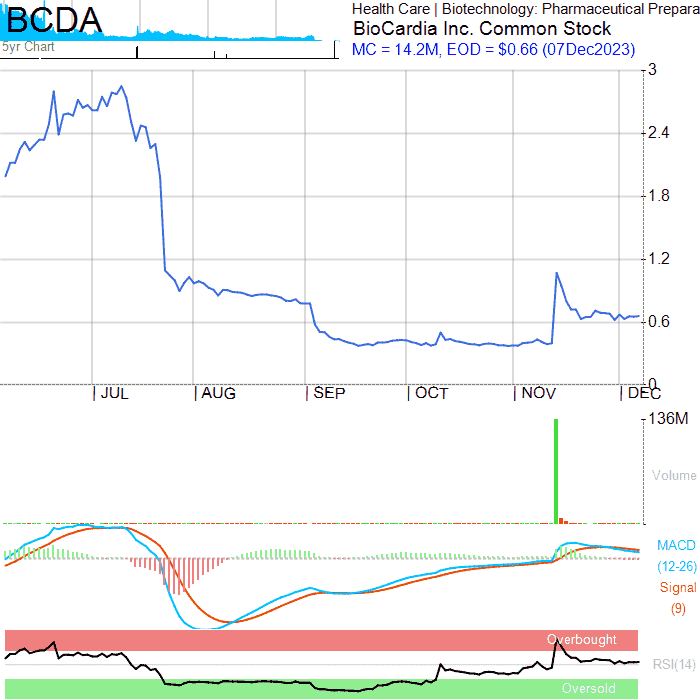 BCDA
5yr Chart
Health Care | Biotechnology: Pharmaceutical Prepara
BioCardia Inc. Common Stock
MC = 14.2M, EOD = $0.66 (07Dec2023)
3
2.4
1.8
1.2
0.6
0
JUL
AUG
SEP
OCT
NOV
DEC
136M
Volume
MACD
(12-26)
Signal
(9)
Overbought
RSI(14)
Oversold